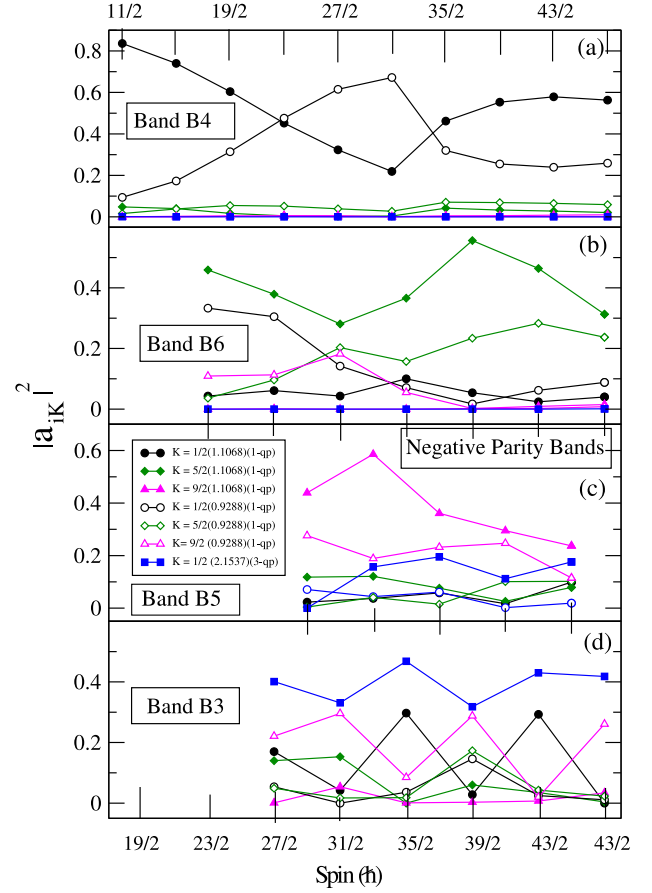 11/2 19/2 27/2 35/2 43/2
(a)
0.8
0.6
0.4
0.2
0
Band B4
(b)
0.4
0.2
0
Band B6
|a_iK|^2
Negative Parity Bands
0.6
0.4
0.2
0
(c)
K = 1/2(1.1068)(1-qp)
K = 5/2(1.1068)(1-qp)
K = 9/2(1.1068)(1-qp)
K = 1/2(0.9288)(1-qp)
K = 5/2(0.9288)(1-qp)
K= 9/2 (0.9288)(1-qp)
K = 1/2 (2.1537)(3-qp)
Band B5
(d)
0.4
0.2
0
Band B3
19/2 23/2 27/2 31/2 35/2 39/2 43/2 43/2
Spin (ħ)